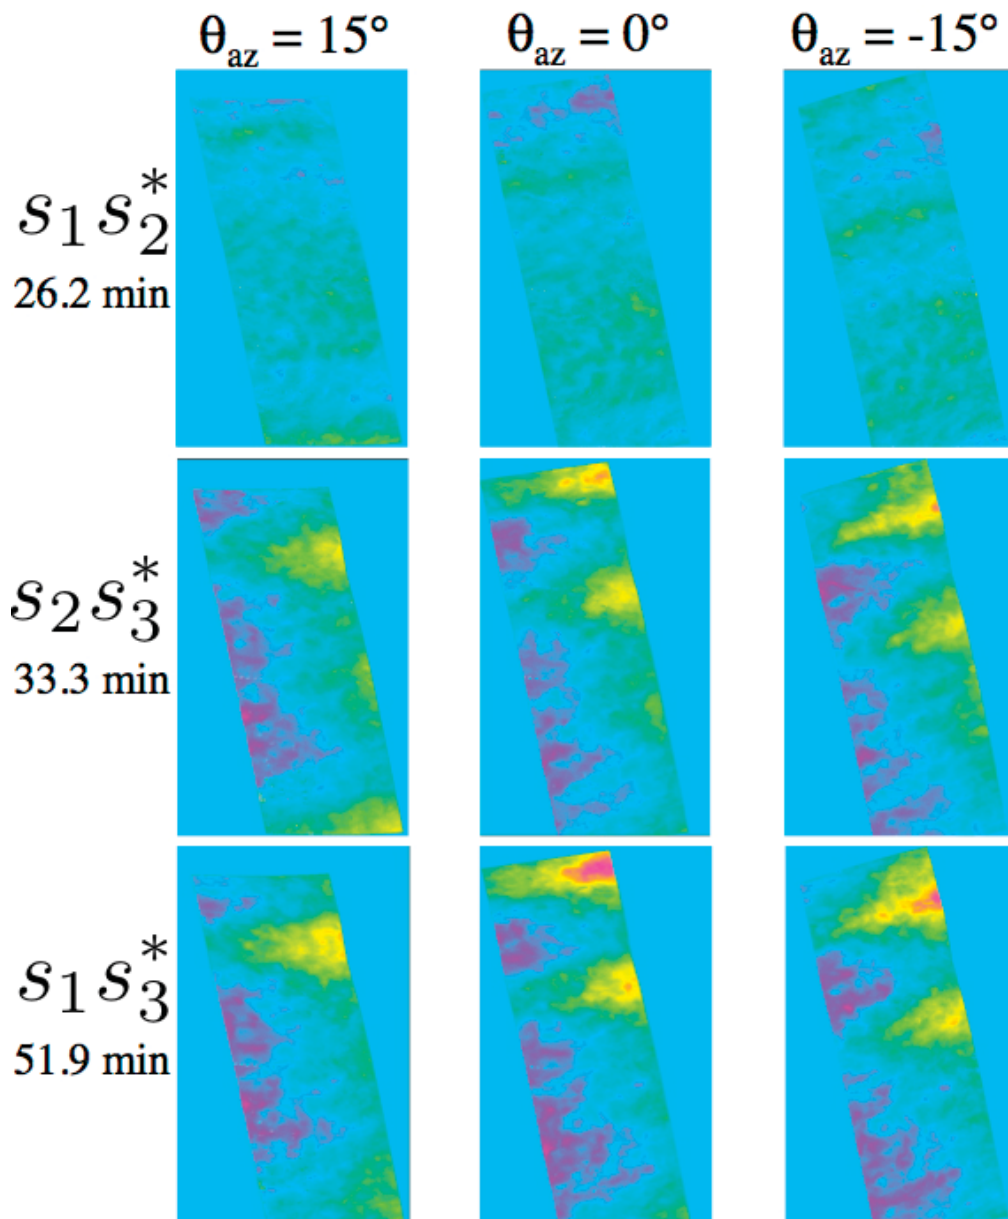 θaz = 15° θaz = 0° θaz = -15°
s1s2*
26.2 min
s2s3*
33.3 min
s1s3*
51.9 min